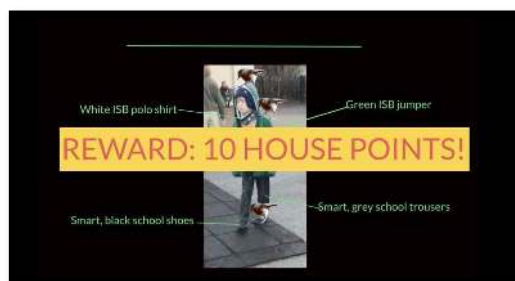 White ISB polo shirt
Green ISB jumper
REWARD: 10 HOUSE POINTS!
Smart, grey school trousers
Smart, black school shoes